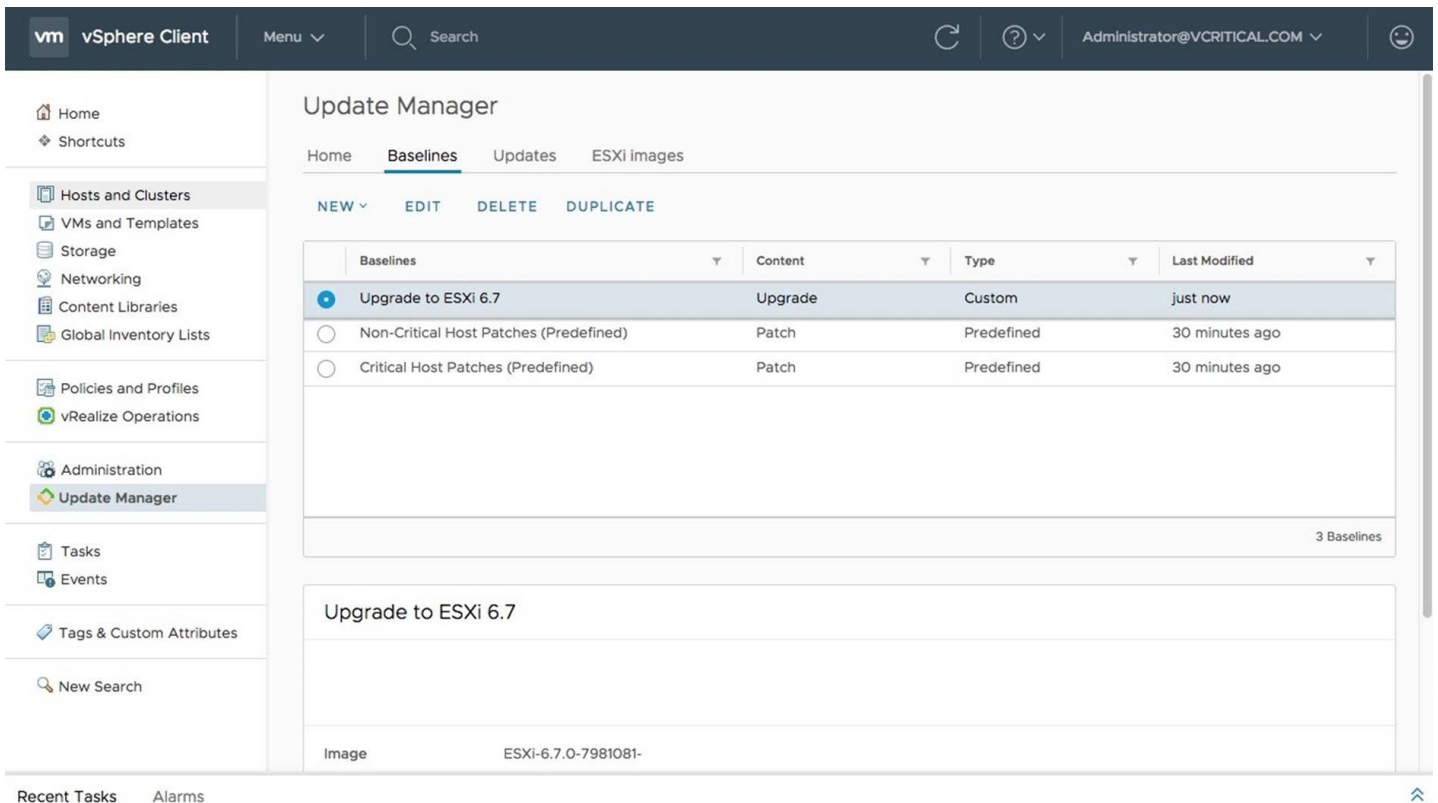 vm vSphere Client Menu Search Administrator@VCRITICAL.COM
Home
Shortcuts
Hosts and Clusters
VMs and Templates
Storage
Networking
Content Libraries
Global Inventory Lists
Policies and Profiles
vRealize Operations
Administration
Update Manager
Tasks
Events
Tags & Custom Attributes
New Search
Update Manager
Home Baselines Updates ESXi images
NEW EDIT DELETE DUPLICATE
Baselines Content Type Last Modified
Upgrade to ESXi 6.7 Upgrade Custom just now
Non-Critical Host Patches (Predefined) Patch Predefined 30 minutes ago
Critical Host Patches (Predefined) Patch Predefined 30 minutes ago
3 Baselines
Upgrade to ESXi 6.7
Image ESXi-6.7.0-7981081-
Recent Tasks Alarms